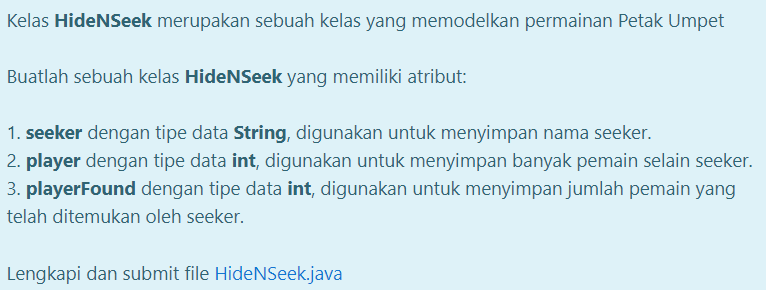 Kelas HideNSeek merupakan sebuah kelas yang memodelkan permainan Petak Umpet
Buatlah sebuah kelas HideNSeek yang memiliki atribut:
1. seeker dengan tipe data String, digunakan untuk menyimpan nama seeker.
2. player dengan tipe data int, digunakan untuk menyimpan banyak pemain selain seeker.
3. playerFound dengan tipe data int, digunakan untuk menyimpan jumlah pemain yang
telah ditemukan oleh seeker.
Lengkapi dan submit file HideNSeek.java